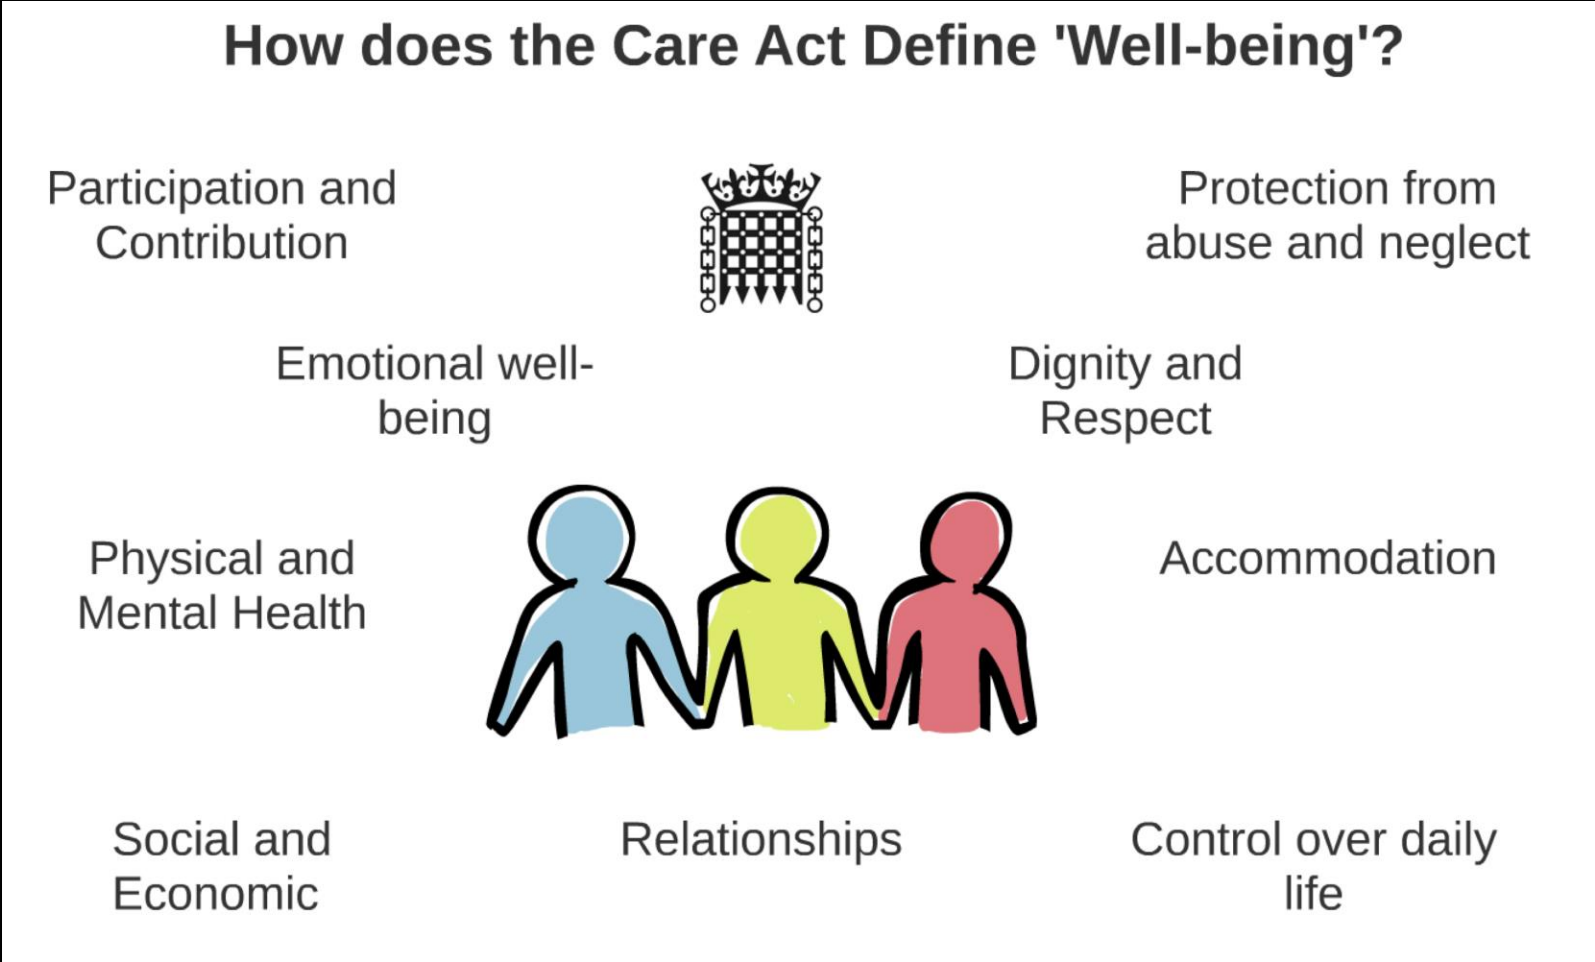 How does the Care Act Define 'Well-being'?
Participation and
Contribution
Protection from
abuse and neglect
Emotional well-
being
Dignity and
Respect
Physical and
Mental Health
Accommodation
Social and
Economic
Relationships
Control over daily
life